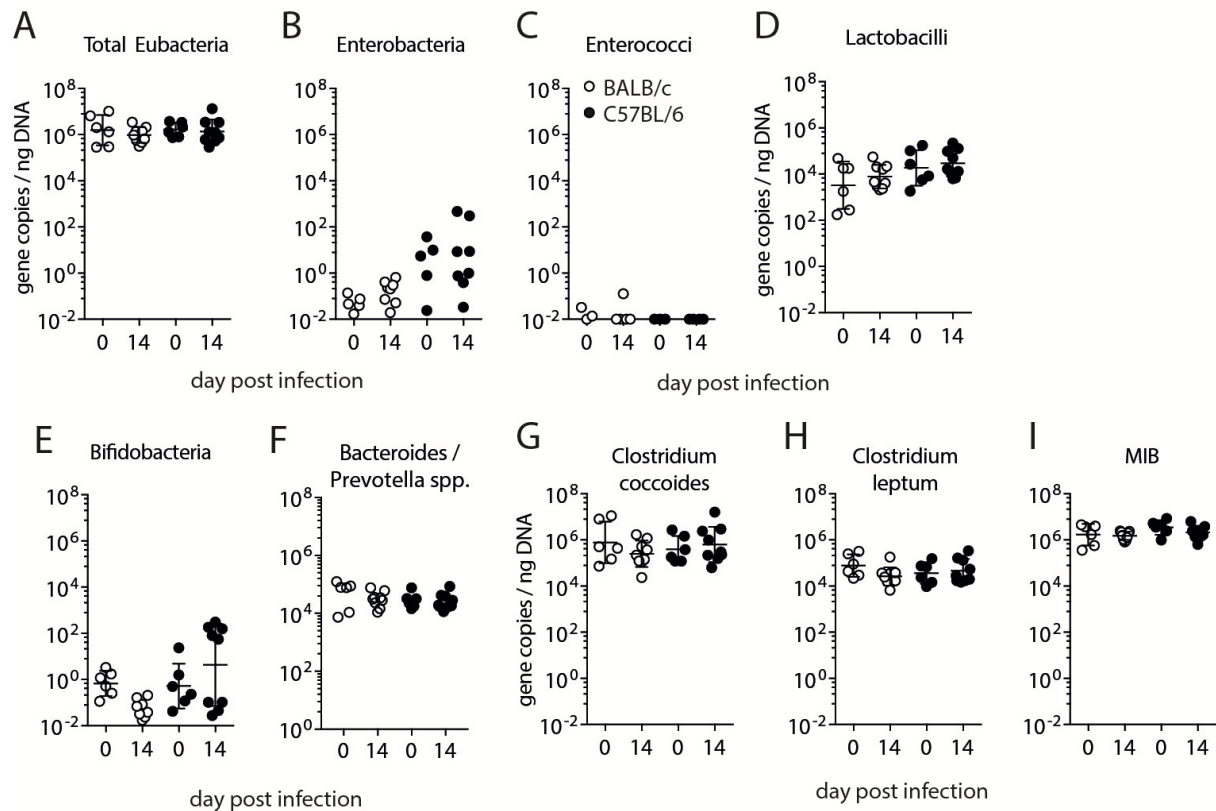 A
Total Eubacteria
gene copies / ng DNA
10^8
10^6
10^4
10^2
10^0
10^-2
0 14 0 14
B
Enterobacteria
10^8
10^6
10^4
10^2
10^0
10^-2
0 14 0 14
day post infection
C
Enterococci
BALB/c
C57BL/6
10^8
10^6
10^4
10^2
10^0
10^-2
0 14 0 14
D
Lactobacilli
gene copies / ng DNA
10^8
10^6
10^4
10^2
10^0
10^-2
0 14 0 14
day post infection
E
Bifidobacteria
10^8
10^6
10^4
10^2
10^0
10^-2
0 14 0 14
F
Bacteroides /
Prevotella spp.
10^8
10^6
10^4
10^2
10^0
0 14 0 14
day post infection
G
Clostridium
coccoides
gene copies / ng DNA
10^8
10^6
10^4
10^2
10^0
10^-2
0 14 0 14
H
Clostridium
leptum
10^8
10^6
10^4
10^2
10^0
10^-2
0 14 0 14
I
MIB
10^8
10^6
10^4
10^2
10^0
10^-2
0 14 0 14
day post infection